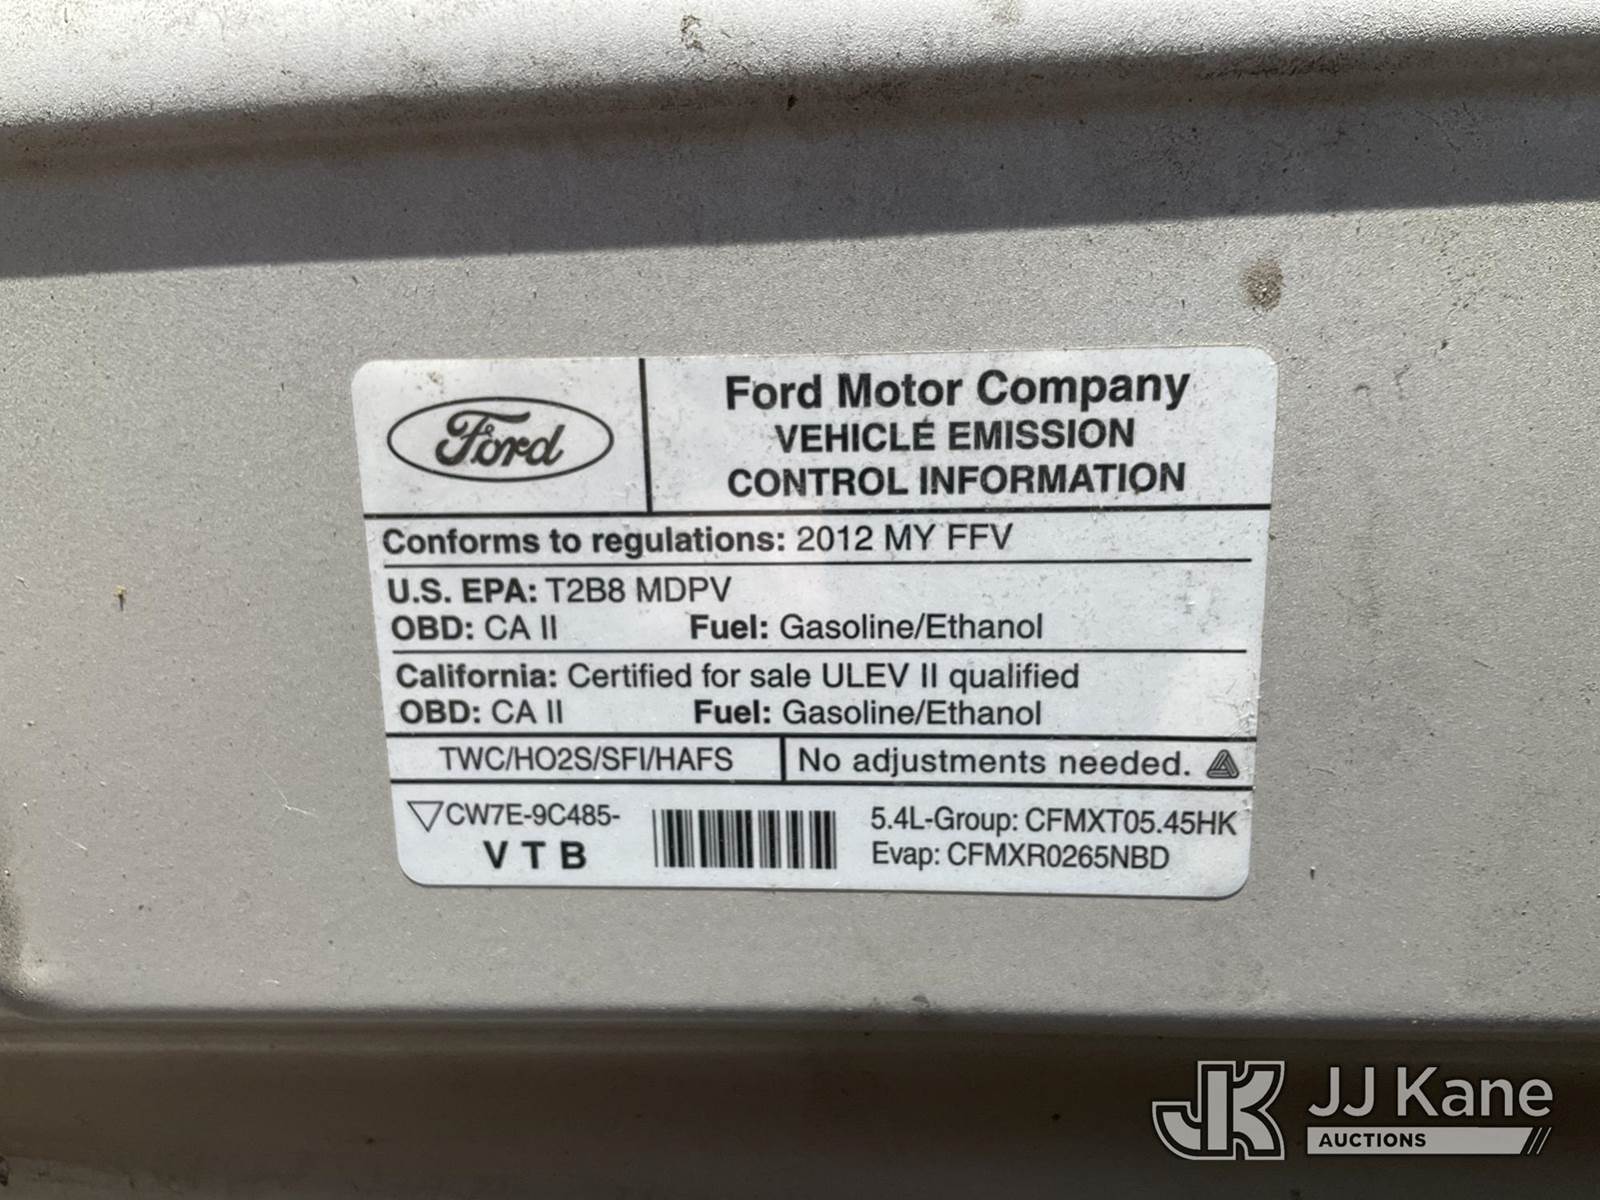 Ford
Ford Motor Company
VEHICLE EMISSION
CONTROL INFORMATION
Conforms to regulations: 2012 MY FFV
U.S. EPA: T2B8 MDPV
OBD: CA II Fuel: Gasoline/Ethanol
California: Certified for sale ULEV II qualified
OBD: CA II Fuel: Gasoline/Ethanol
TWC/HO2S/SFI/HAFS No adjustments needed.
CW7E-9C485-
VTB
5.4L-Group: CFMXT05.45HK
Evap: CFMXR0265NBD
JK JJ Kane
AUCTIONS